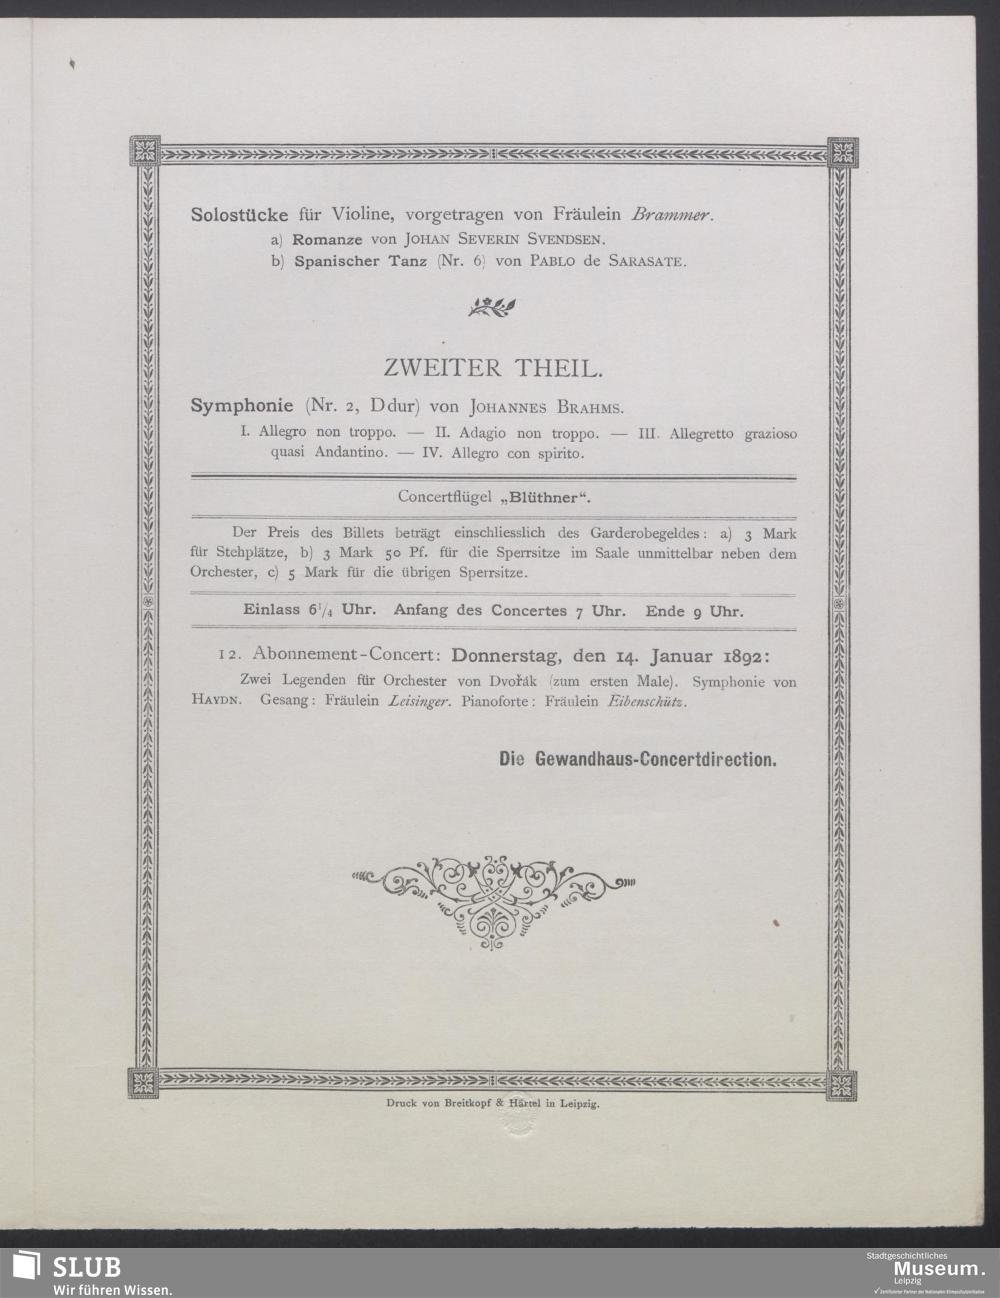 Solostücke für Violine, vorgetragen von Fräulein Brammer.
a) Romanze von JOHAN SEVERIN SVENDSEN.
b) Spanischer Tanz (Nr. 6) von PABLO de SARASATE.
ZWEITER THEIL.
Symphonie (Nr. 2, Ddur) von JOHANNES BRAHMS.
I. Allegro non troppo. — II. Adagio non troppo. — III. Allegretto grazioso
quasi Andantino. — IV. Allegro con spirito.
Concertflügel „Blüthner“.
Der Preis des Billets beträgt einschliesslich des Garderobegeldes: a) 3 Mark
für Stehplätze, b) 3 Mark 50 Pf. für die Sperrsitze im Saale unmittelbar neben dem
Orchester, c) 5 Mark für die übrigen Sperrsitze.
Einlass 6¼ Uhr. Anfang des Concertes 7 Uhr. Ende 9 Uhr.
12. Abonnement-Concert: Donnerstag, den 14. Januar 1892:
Zwei Legenden für Orchester von Dvořák (zum ersten Male). Symphonie von
HAYDN. Gesang: Fräulein Leisinger. Pianoforte: Fräulein Eibenschütz.
Die Gewandhaus-Concertdirection.
Druck von Breitkopf & Härtel in Leipzig.
SLUB
Wir führen Wissen.
Stadtgeschichtliches
Museum.
Leipzig
Zertifizierter Partner der Nationalen Klimaschutzinitiative